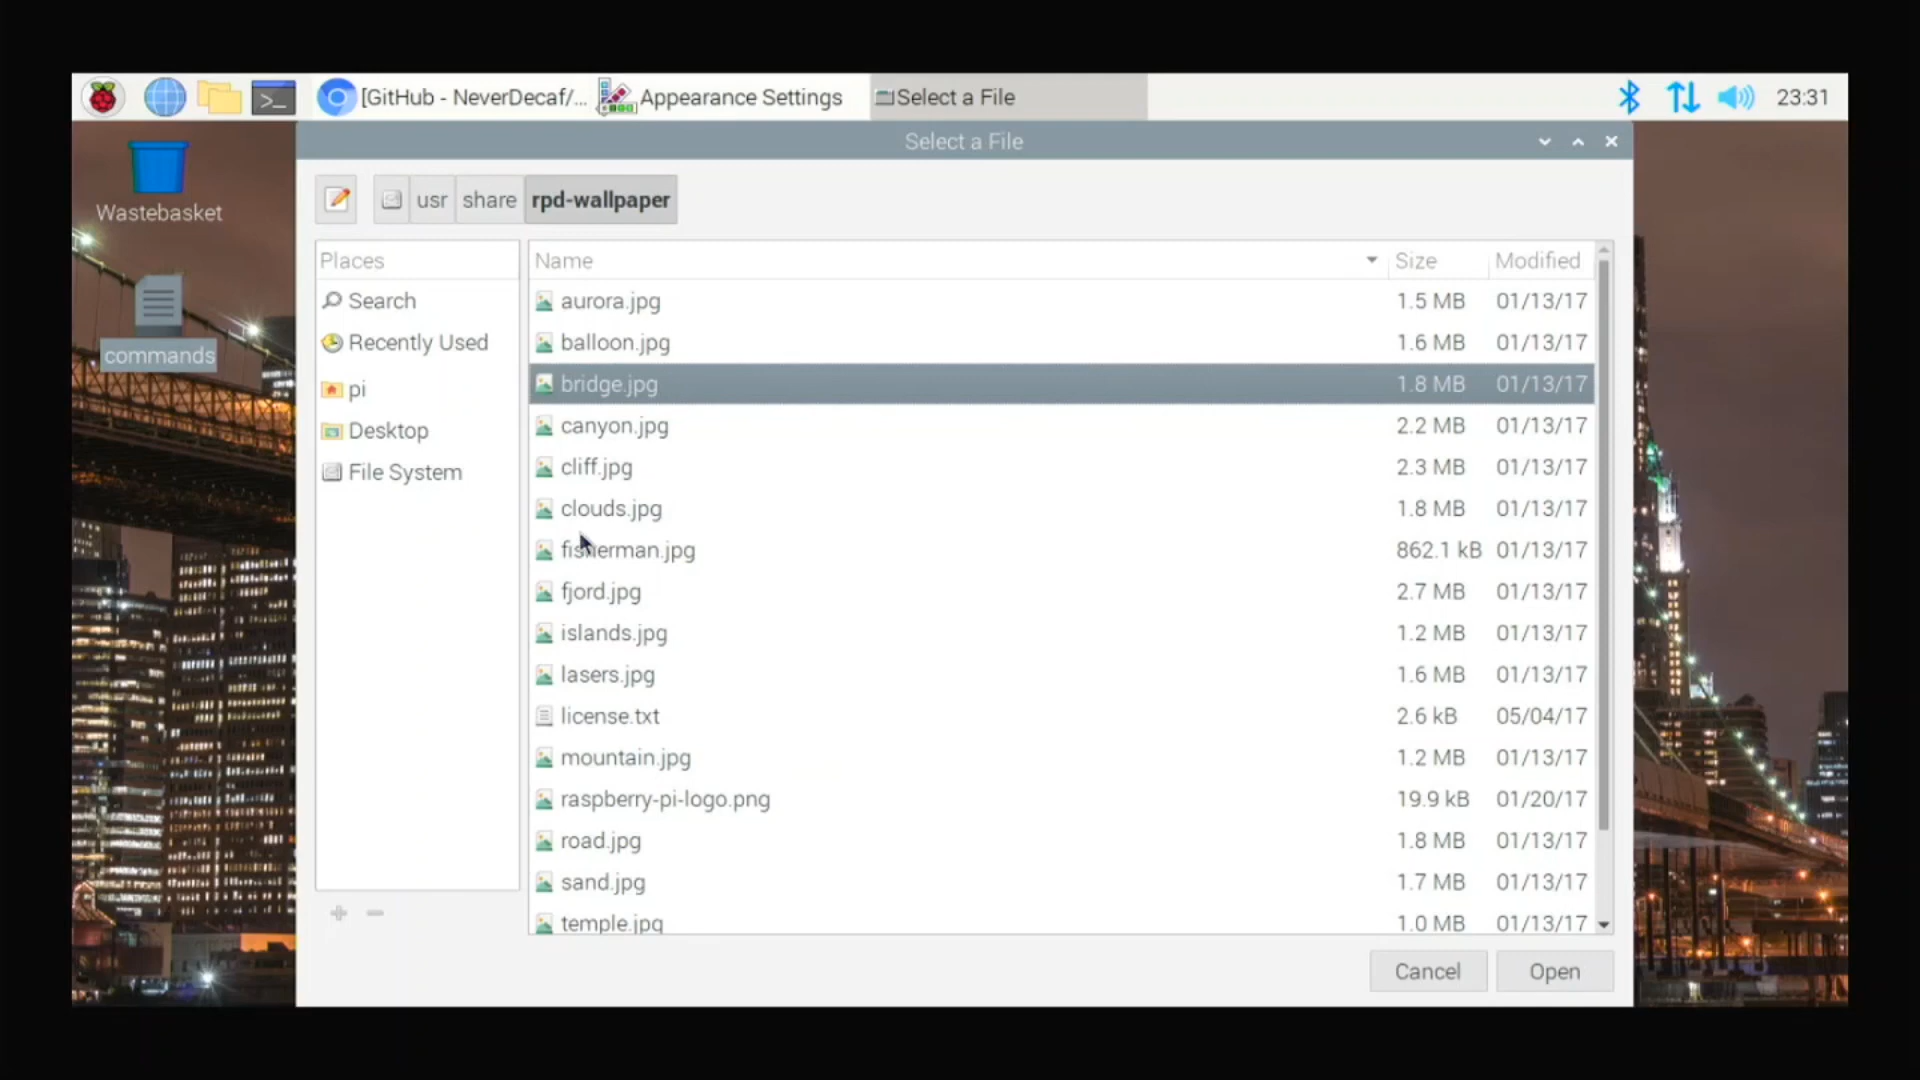 [GitHub - NeverDecaf/... Appearance Settings Select a File 23:31
Select a File
Wastebasket
commands
usr share rpd-wallpaper
Places
Search
Recently Used
pi
Desktop
File System
Name Size Modified
aurora.jpg 1.5 MB 01/13/17
balloon.jpg 1.6 MB 01/13/17
bridge.jpg 1.8 MB 01/13/17
canyon.jpg 2.2 MB 01/13/17
cliff.jpg 2.3 MB 01/13/17
clouds.jpg 1.8 MB 01/13/17
fisherman.jpg 862.1 kB 01/13/17
fjord.jpg 2.7 MB 01/13/17
islands.jpg 1.2 MB 01/13/17
lasers.jpg 1.6 MB 01/13/17
license.txt 2.6 kB 05/04/17
mountain.jpg 1.2 MB 01/13/17
raspberry-pi-logo.png 19.9 kB 01/20/17
road.jpg 1.8 MB 01/13/17
sand.jpg 1.7 MB 01/13/17
temple.jpg 1.0 MB 01/13/17
Cancel Open